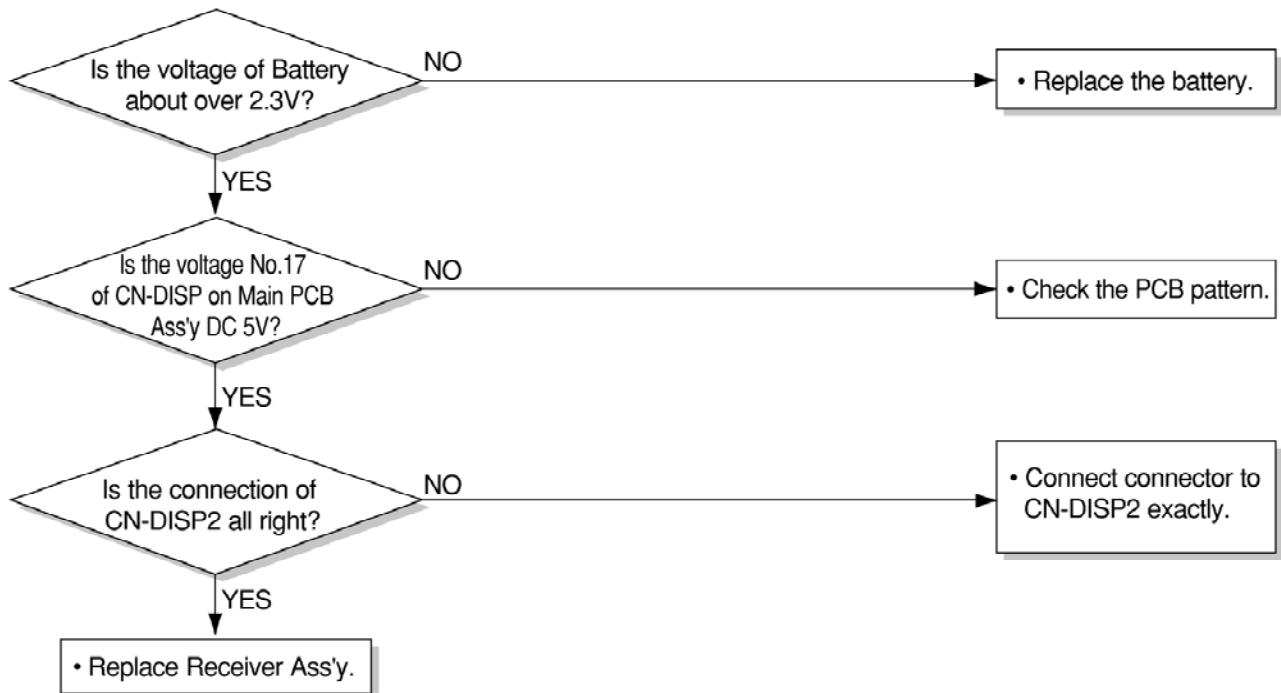 Is the voltage of Battery
about over 2.3V?
NO
• Replace the battery.
YES
Is the voltage No.17
of CN-DISP on Main PCB
Ass'y DC 5V?
NO
• Check the PCB pattern.
YES
Is the connection of
CN-DISP2 all right?
NO
• Connect connector to
CN-DISP2 exactly.
YES
• Replace Receiver Ass'y.